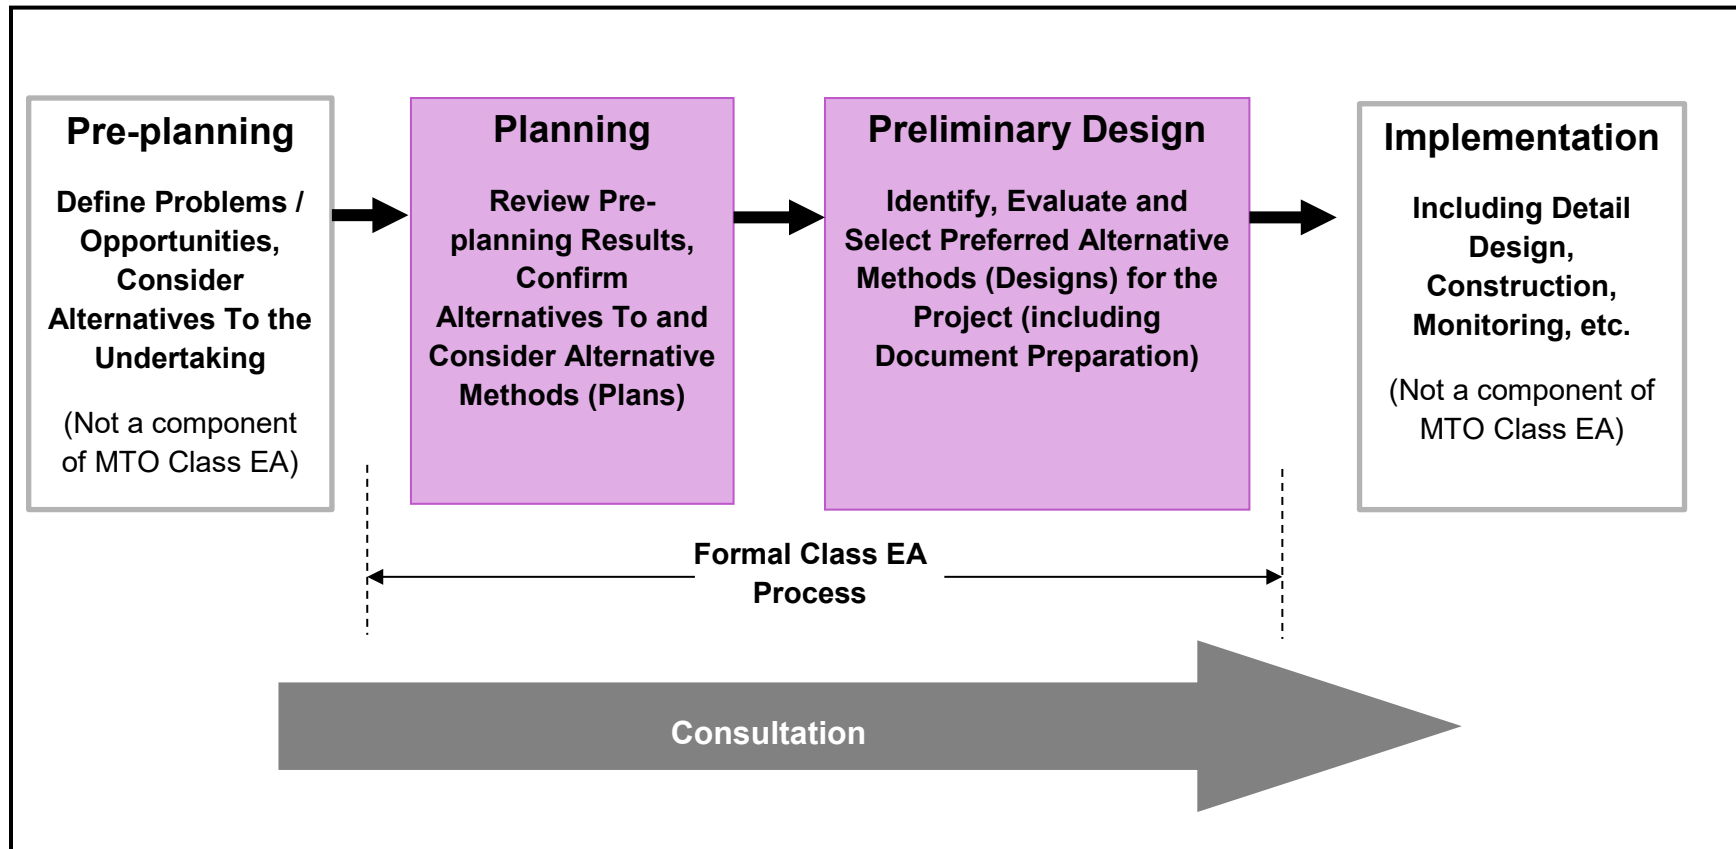 Pre-planning
Define Problems /
Opportunities,
Consider
Alternatives To the
Undertaking
(Not a component
of MTO Class EA)
Planning
Review Pre-
planning Results,
Confirm
Alternatives To and
Consider Alternative
Methods (Plans)
Preliminary Design
Identify, Evaluate and
Select Preferred Alternative
Methods (Designs) for the
Project (including
Document Preparation)
Implementation
Including Detail
Design,
Construction,
Monitoring, etc.
(Not a component of
MTO Class EA)
Formal Class EA
Process
Consultation